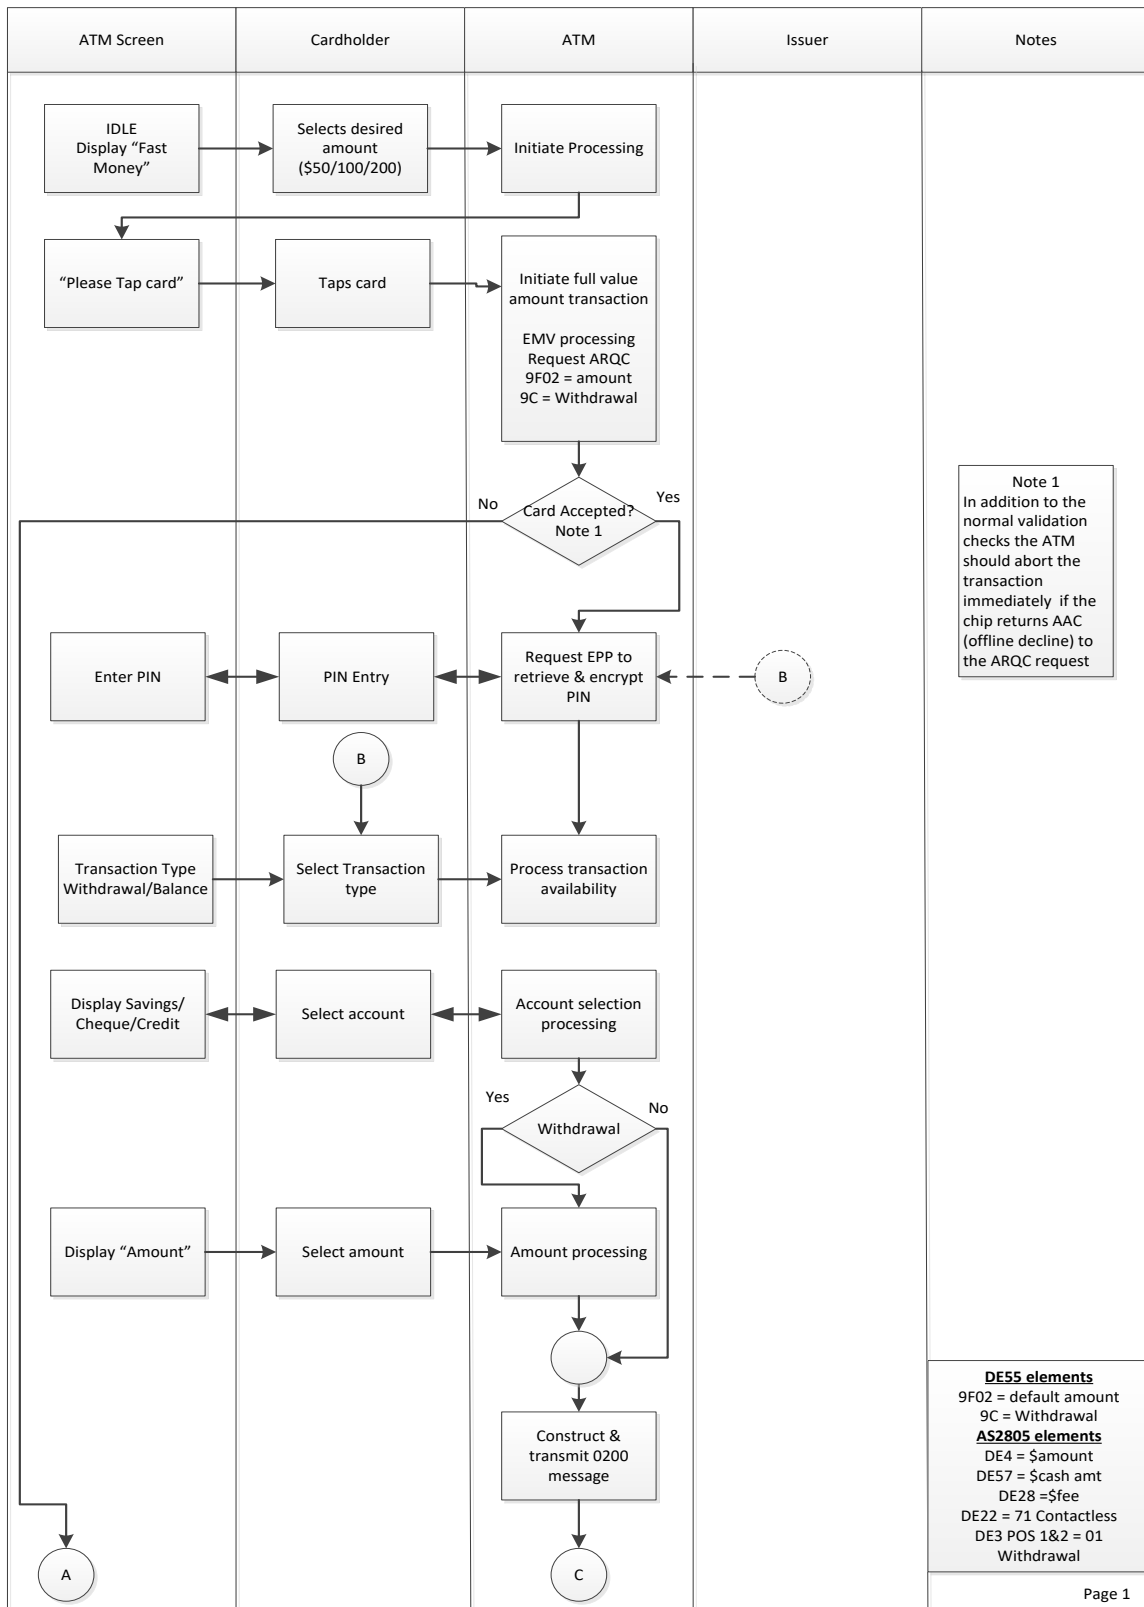 ATM Screen
Cardholder
ATM
Issuer
Notes
IDLE
Display “Fast
Money”
Selects desired
amount
($50/100/200)
Initiate Processing
“Please Tap card”
Taps card
Initiate full value
amount transaction
EMV processing
Request ARQC
9F02 = amount
9C = Withdrawal
No
Card Accepted?
Note 1
Yes
Note 1
In addition to the
normal validation
checks the ATM
should abort the
transaction
immediately if the
chip returns AAC
(offline decline) to
the ARQC request
Enter PIN
PIN Entry
Request EPP to
retrieve & encrypt
PIN
B
B
Transaction Type
Withdrawal/Balance
Select Transaction
type
Process transaction
availability
Display Savings/
Cheque/Credit
Select account
Account selection
processing
Yes
Withdrawal
No
Display “Amount”
Select amount
Amount processing
Construct &
transmit 0200
message
DE55 elements
9F02 = default amount
9C = Withdrawal
AS2805 elements
DE4 = $amount
DE57 = $cash amt
DE28 =$fee
DE22 = 71 Contactless
DE3 POS 1&2 = 01
Withdrawal
A
C
Page 1